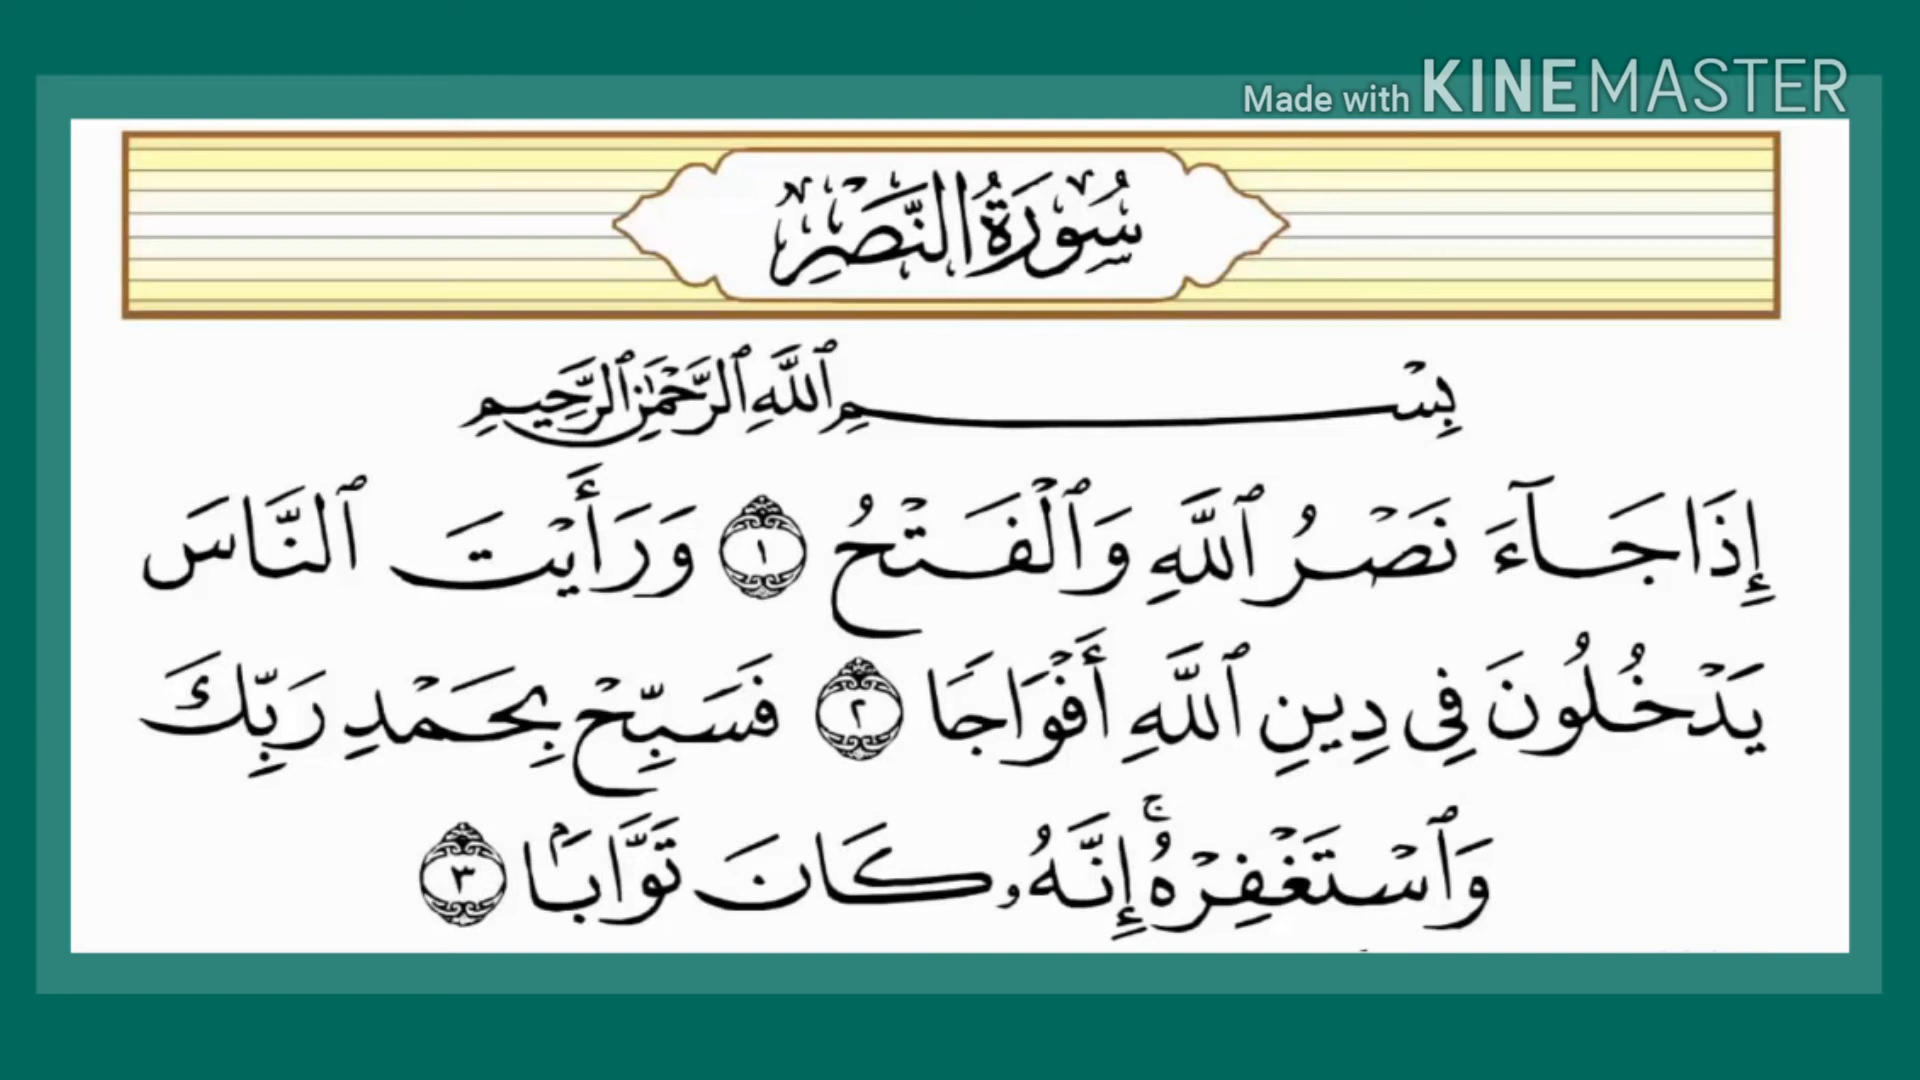 Made with KINEMASTER
سُورَةُ النَّصْرِ
بِسْمِ ٱللَّهِ ٱلرَّحْمَٰنِ ٱلرَّحِيمِ
إِذَا جَآءَ نَصْرُ ٱللَّهِ وَٱلْفَتْحُ ١ وَرَأَيْتَ ٱلنَّاسَ
يَدْخُلُونَ فِى دِينِ ٱللَّهِ أَفْوَاجًا ٢ فَسَبِّحْ بِحَمْدِ رَبِّكَ
وَٱسْتَغْفِرْهُ ۚ إِنَّهُۥ كَانَ تَوَّابَۢا ٣